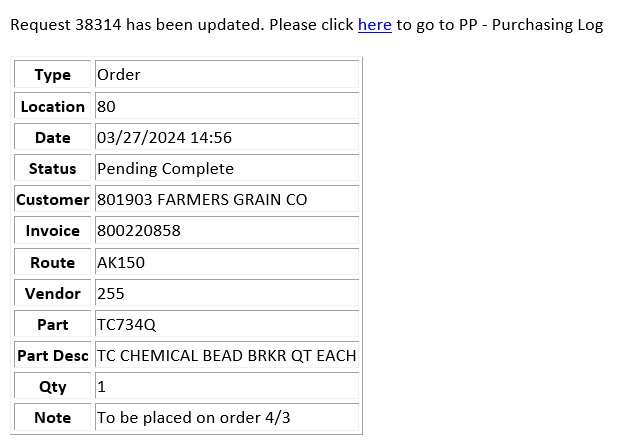 Request 38314 has been updated. Please click here to go to PP - Purchasing Log
Type Order
Location 80
Date 03/27/2024 14:56
Status Pending Complete
Customer 801903 FARMERS GRAIN CO
Invoice 800220858
Route AK150
Vendor 255
Part TC734Q
Part Desc TC CHEMICAL BEAD BRKR QT EACH
Qty 1
Note To be placed on order 4/3